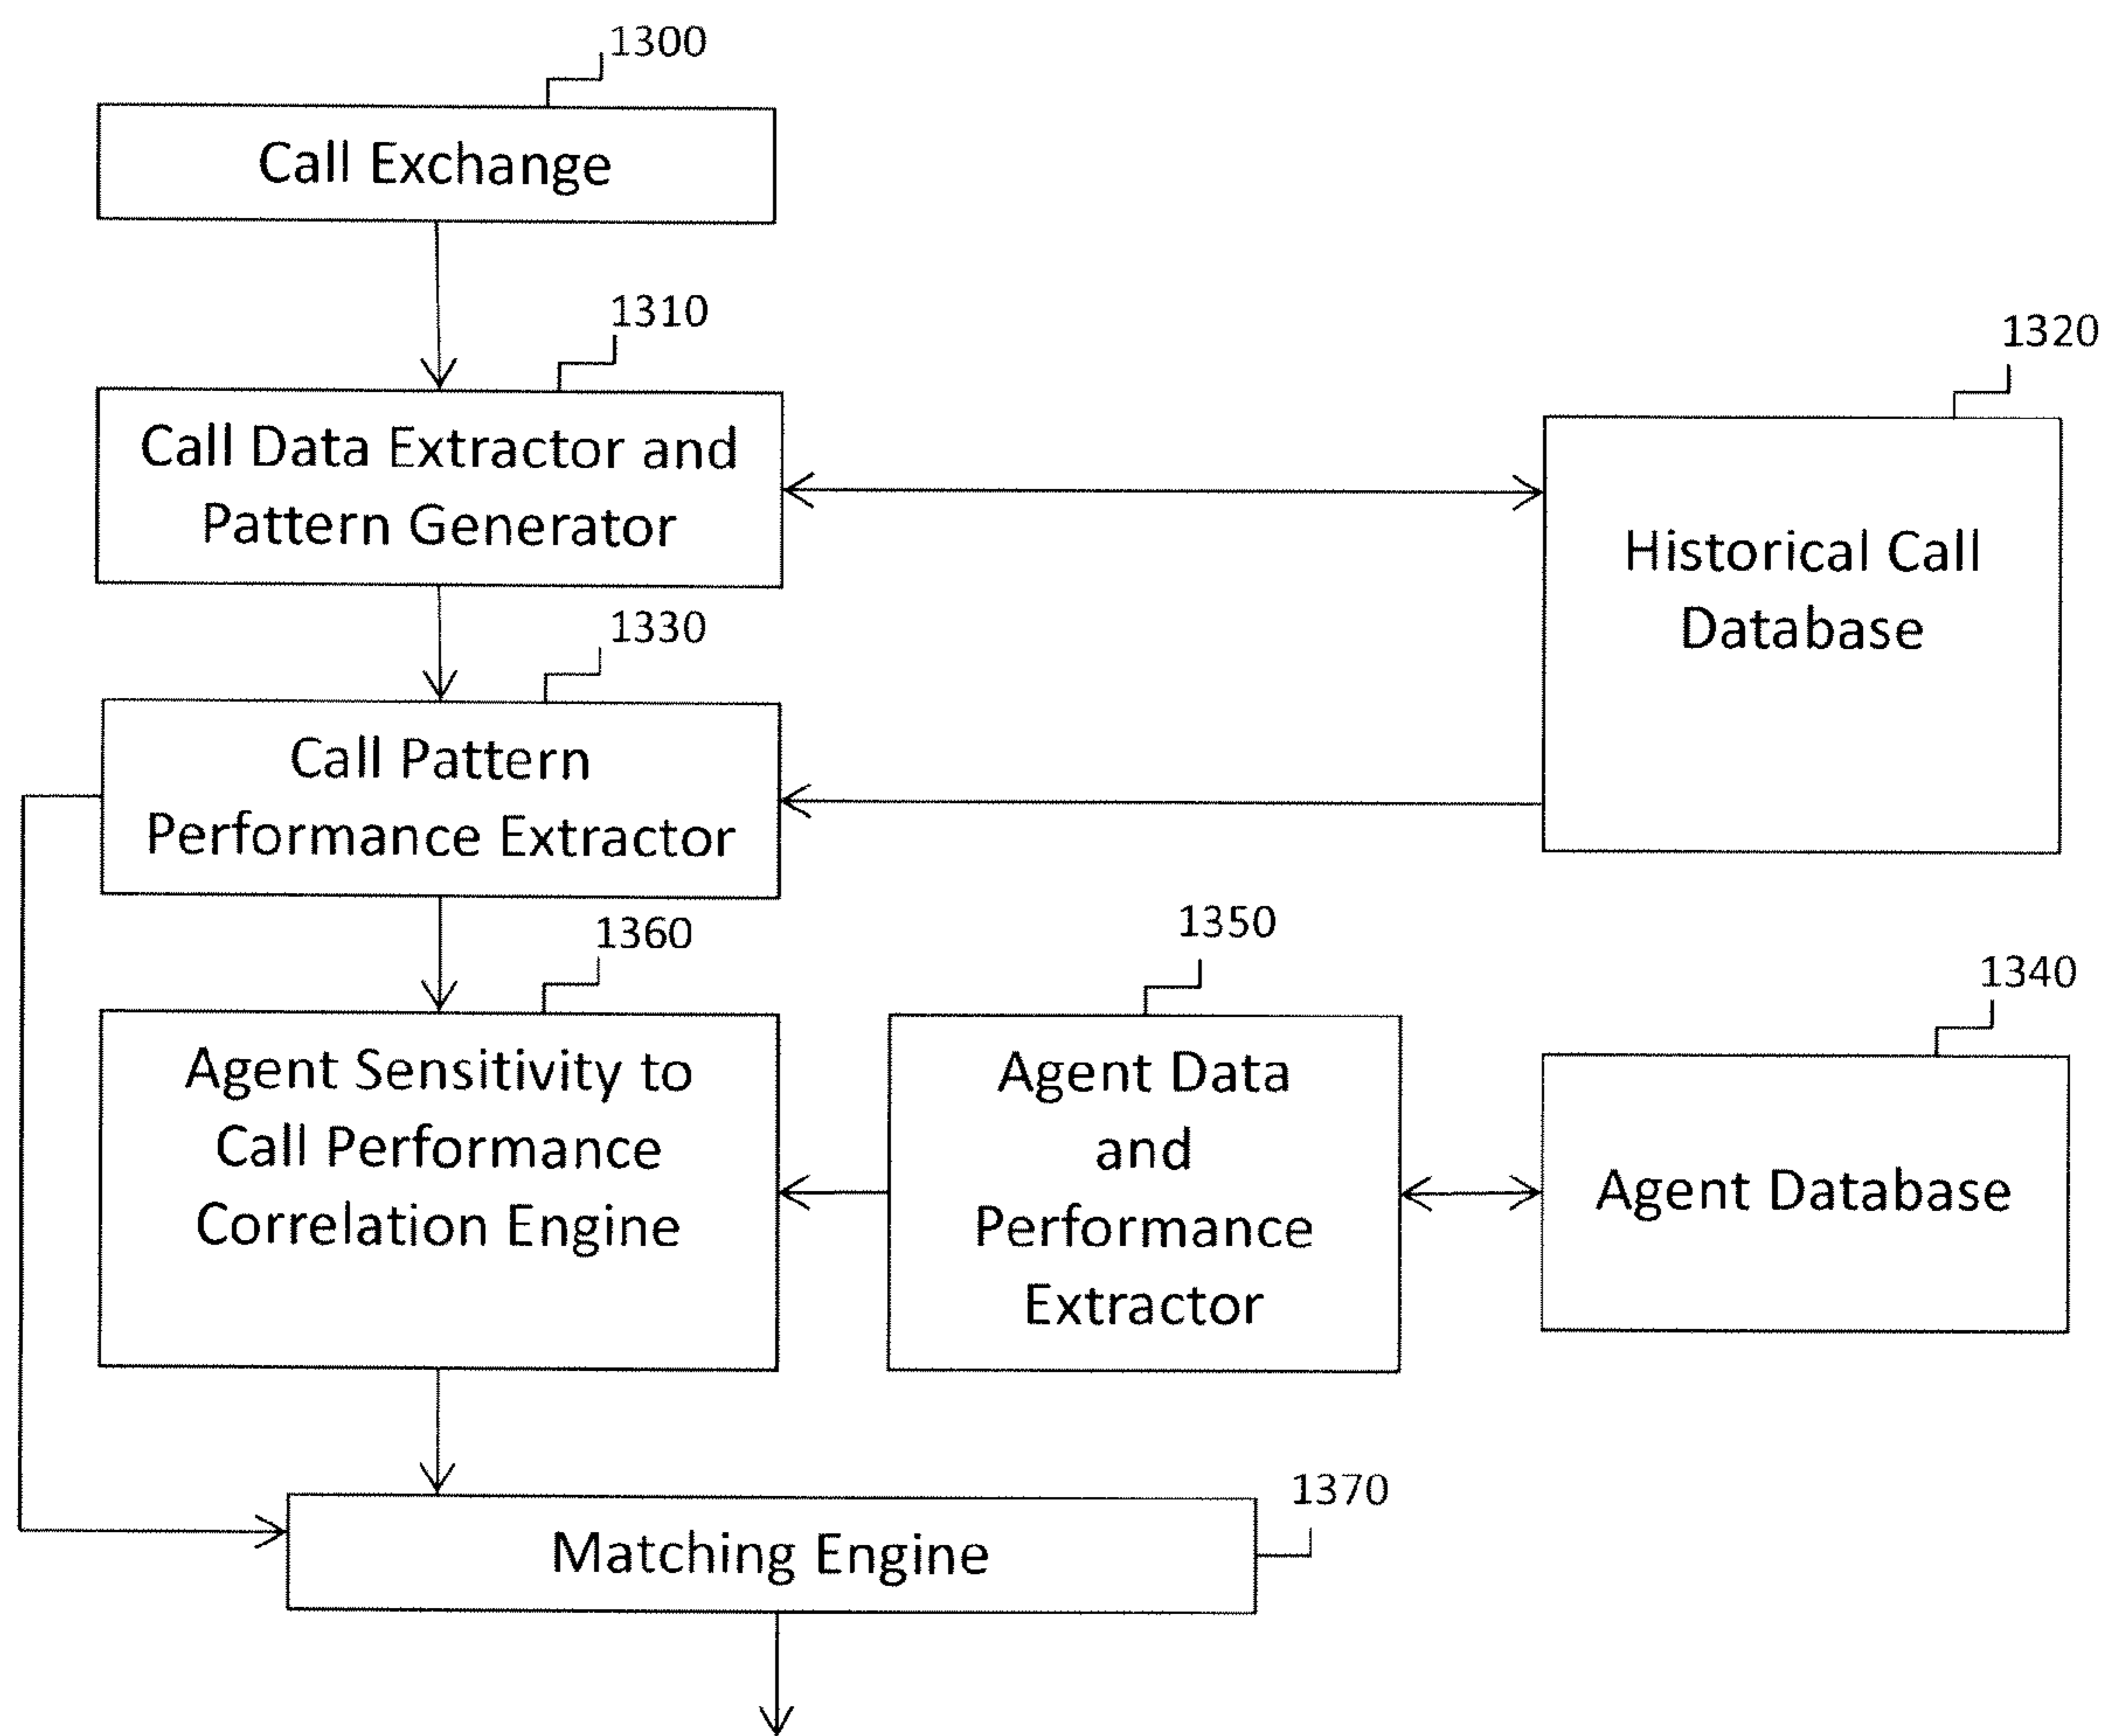 1300
Call Exchange
1310
1320
Call Data Extractor and
Pattern Generator
Historical Call
Database
1330
Call Pattern
Performance Extractor
1360
1350
1340
Agent Sensitivity to
Call Performance
Correlation Engine
Agent Data
and
Performance
Extractor
Agent Database
1370
Matching Engine